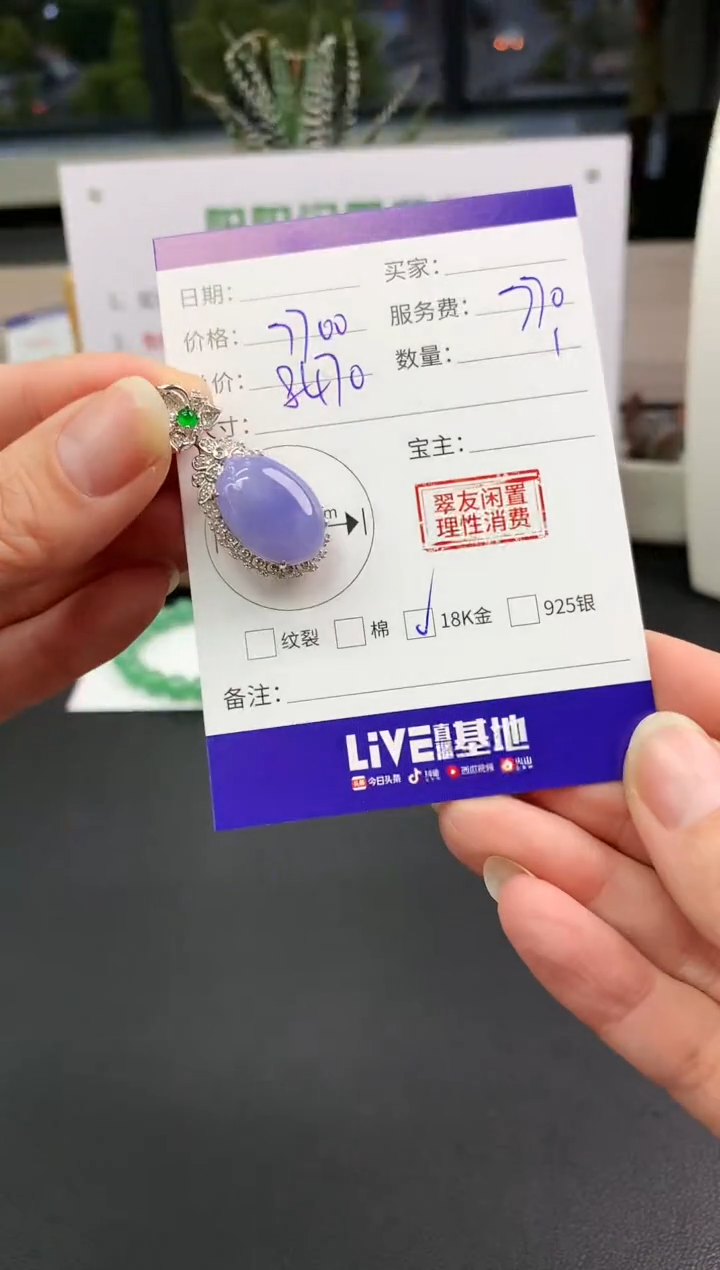 日期：
买家：
价格：7700
服务费：770
价：8470
数量：1
寸：
宝主：
m
翠友闲置
理性消费
纹裂 棉 18K金 925银
备注：
LiVE直播基地
今日头条 抖音 西瓜视频 火山